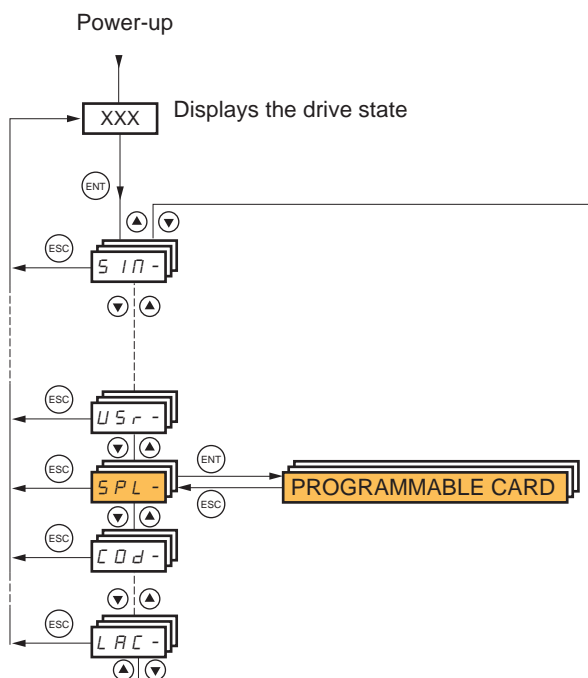 Power-up
XXX Displays the drive state
ENT
ESC
SIM-
ESC
USr-
ESC
SPL-
ENT
ESC
PROGRAMMABLE CARD
ESC
COd-
ESC
LAC-